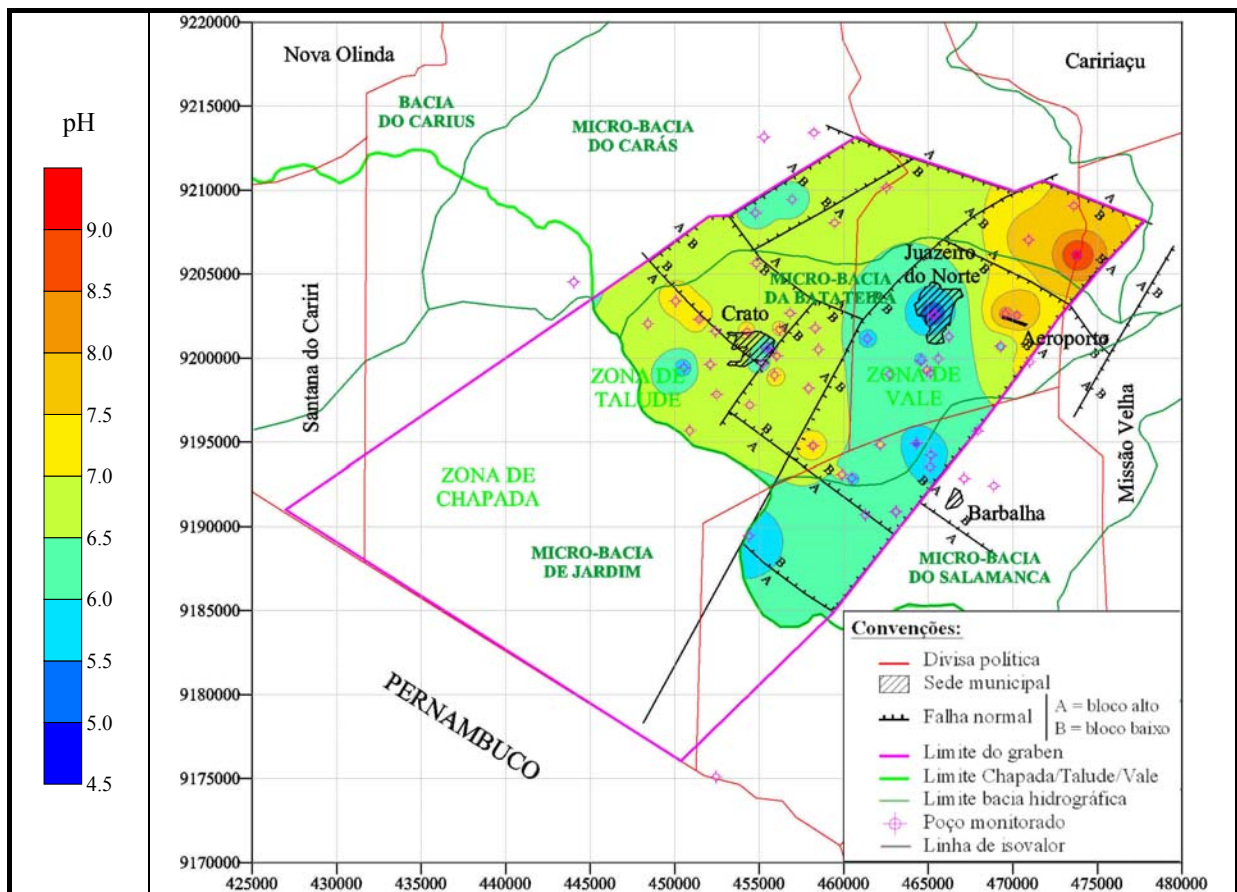 pH
9.0
8.5
8.0
7.5
7.0
6.5
6.0
5.5
5.0
4.5
9220000
9215000
9210000
9205000
9200000
9195000
9190000
9185000
9180000
9175000
9170000
425000
430000
435000
440000
445000
450000
455000
460000
465000
470000
475000
480000
Nova Olinda
Caririaçu
BACIA
DO CARIUS
MICRO-BACIA
DO CARÁS
Juazeiro
do Norte
MICRO-BACIA
DA BATATEIRA
Crato
Aeroporto
Santana do Cariri
ZONA DE
TALUDE
ZONA DE
VALE
Missão Velha
ZONA DE
CHAPADA
Barbalha
MICRO-BACIA
DE JARDIM
MICRO-BACIA
DO SALAMANCA
PERNAMBUCO
Convenções:
Divisa política
Sede municipal
Falha normal
A = bloco alto
B = bloco baixo
Limite do graben
Limite Chapada/Talude/Vale
Limite bacia hidrográfica
Poço monitorado
Linha de isovalor